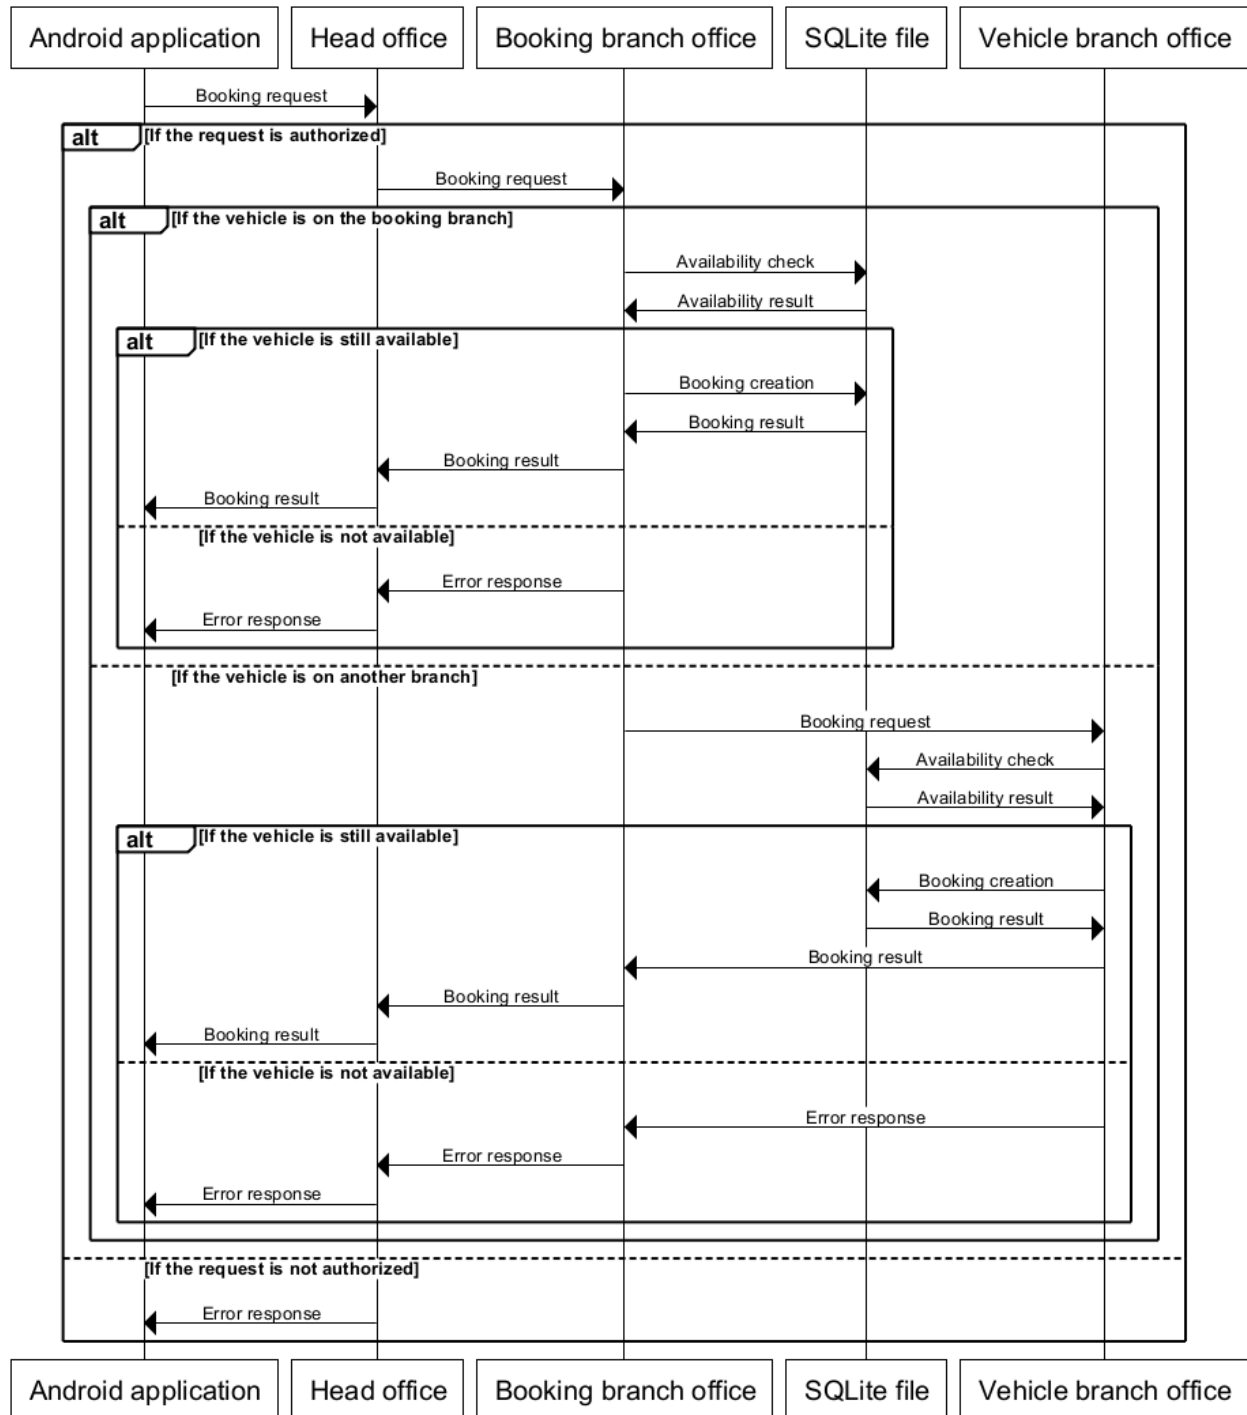 Android application
Head office
Booking branch office
SQLite file
Vehicle branch office
Booking request
alt
[If the request is authorized]
Booking request
alt
[If the vehicle is on the booking branch]
Availability check
Availability result
alt
[If the vehicle is still available]
Booking creation
Booking result
Booking result
Booking result
[If the vehicle is not available]
Error response
Error response
[If the vehicle is on another branch]
Booking request
Availability check
Availability result
alt
[If the vehicle is still available]
Booking creation
Booking result
Booking result
Booking result
Booking result
[If the vehicle is not available]
Error response
Error response
Error response
[If the request is not authorized]
Error response
Android application
Head office
Booking branch office
SQLite file
Vehicle branch office